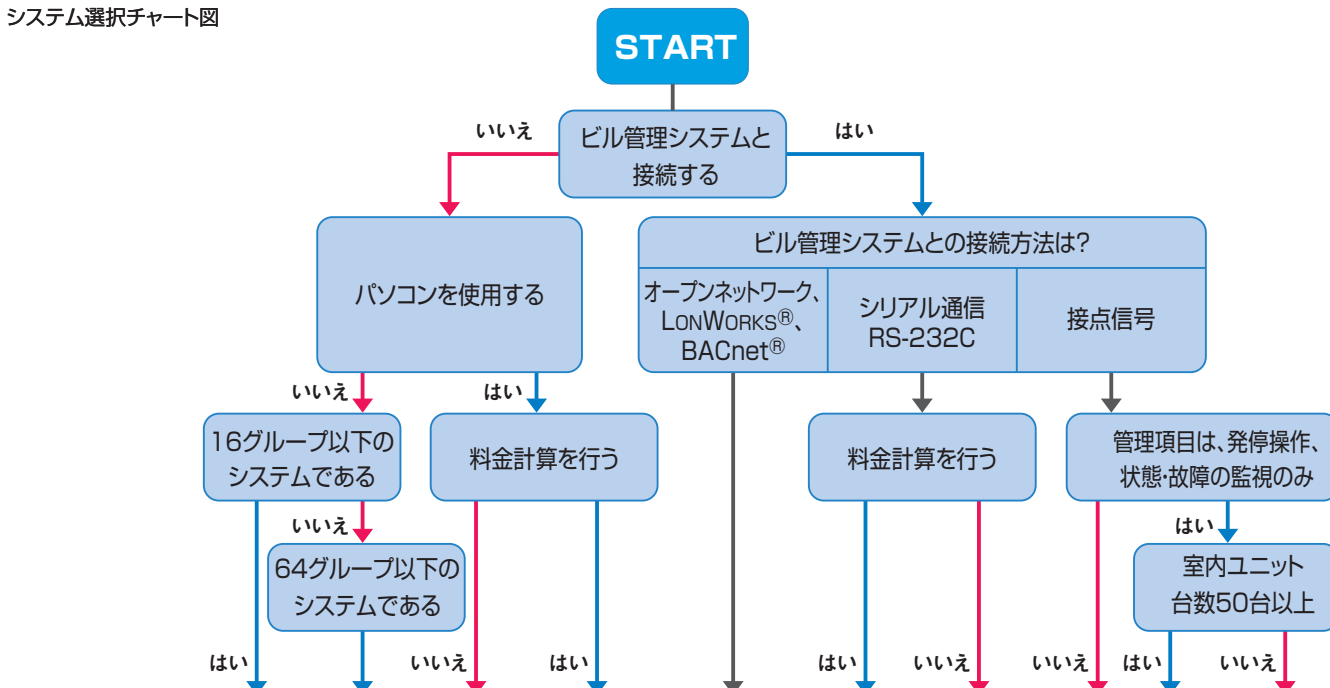 システム選択チャート図
START
いいえ
はい
ビル管理システムと
接続する
パソコンを使用する
ビル管理システムとの接続方法は?
オープンネットワーク、
LONWORKS®、
BACnet®
シリアル通信
RS-232C
接点信号
いいえ
はい
16グループ以下の
システムである
料金計算を行う
料金計算を行う
管理項目は、発停操作、
状態・故障の監視のみ
いいえ
はい
64グループ以下の
システムである
室内ユニット
台数50台以上
はい
いいえ
はい
はい
いいえ
いいえ
はい
いいえ